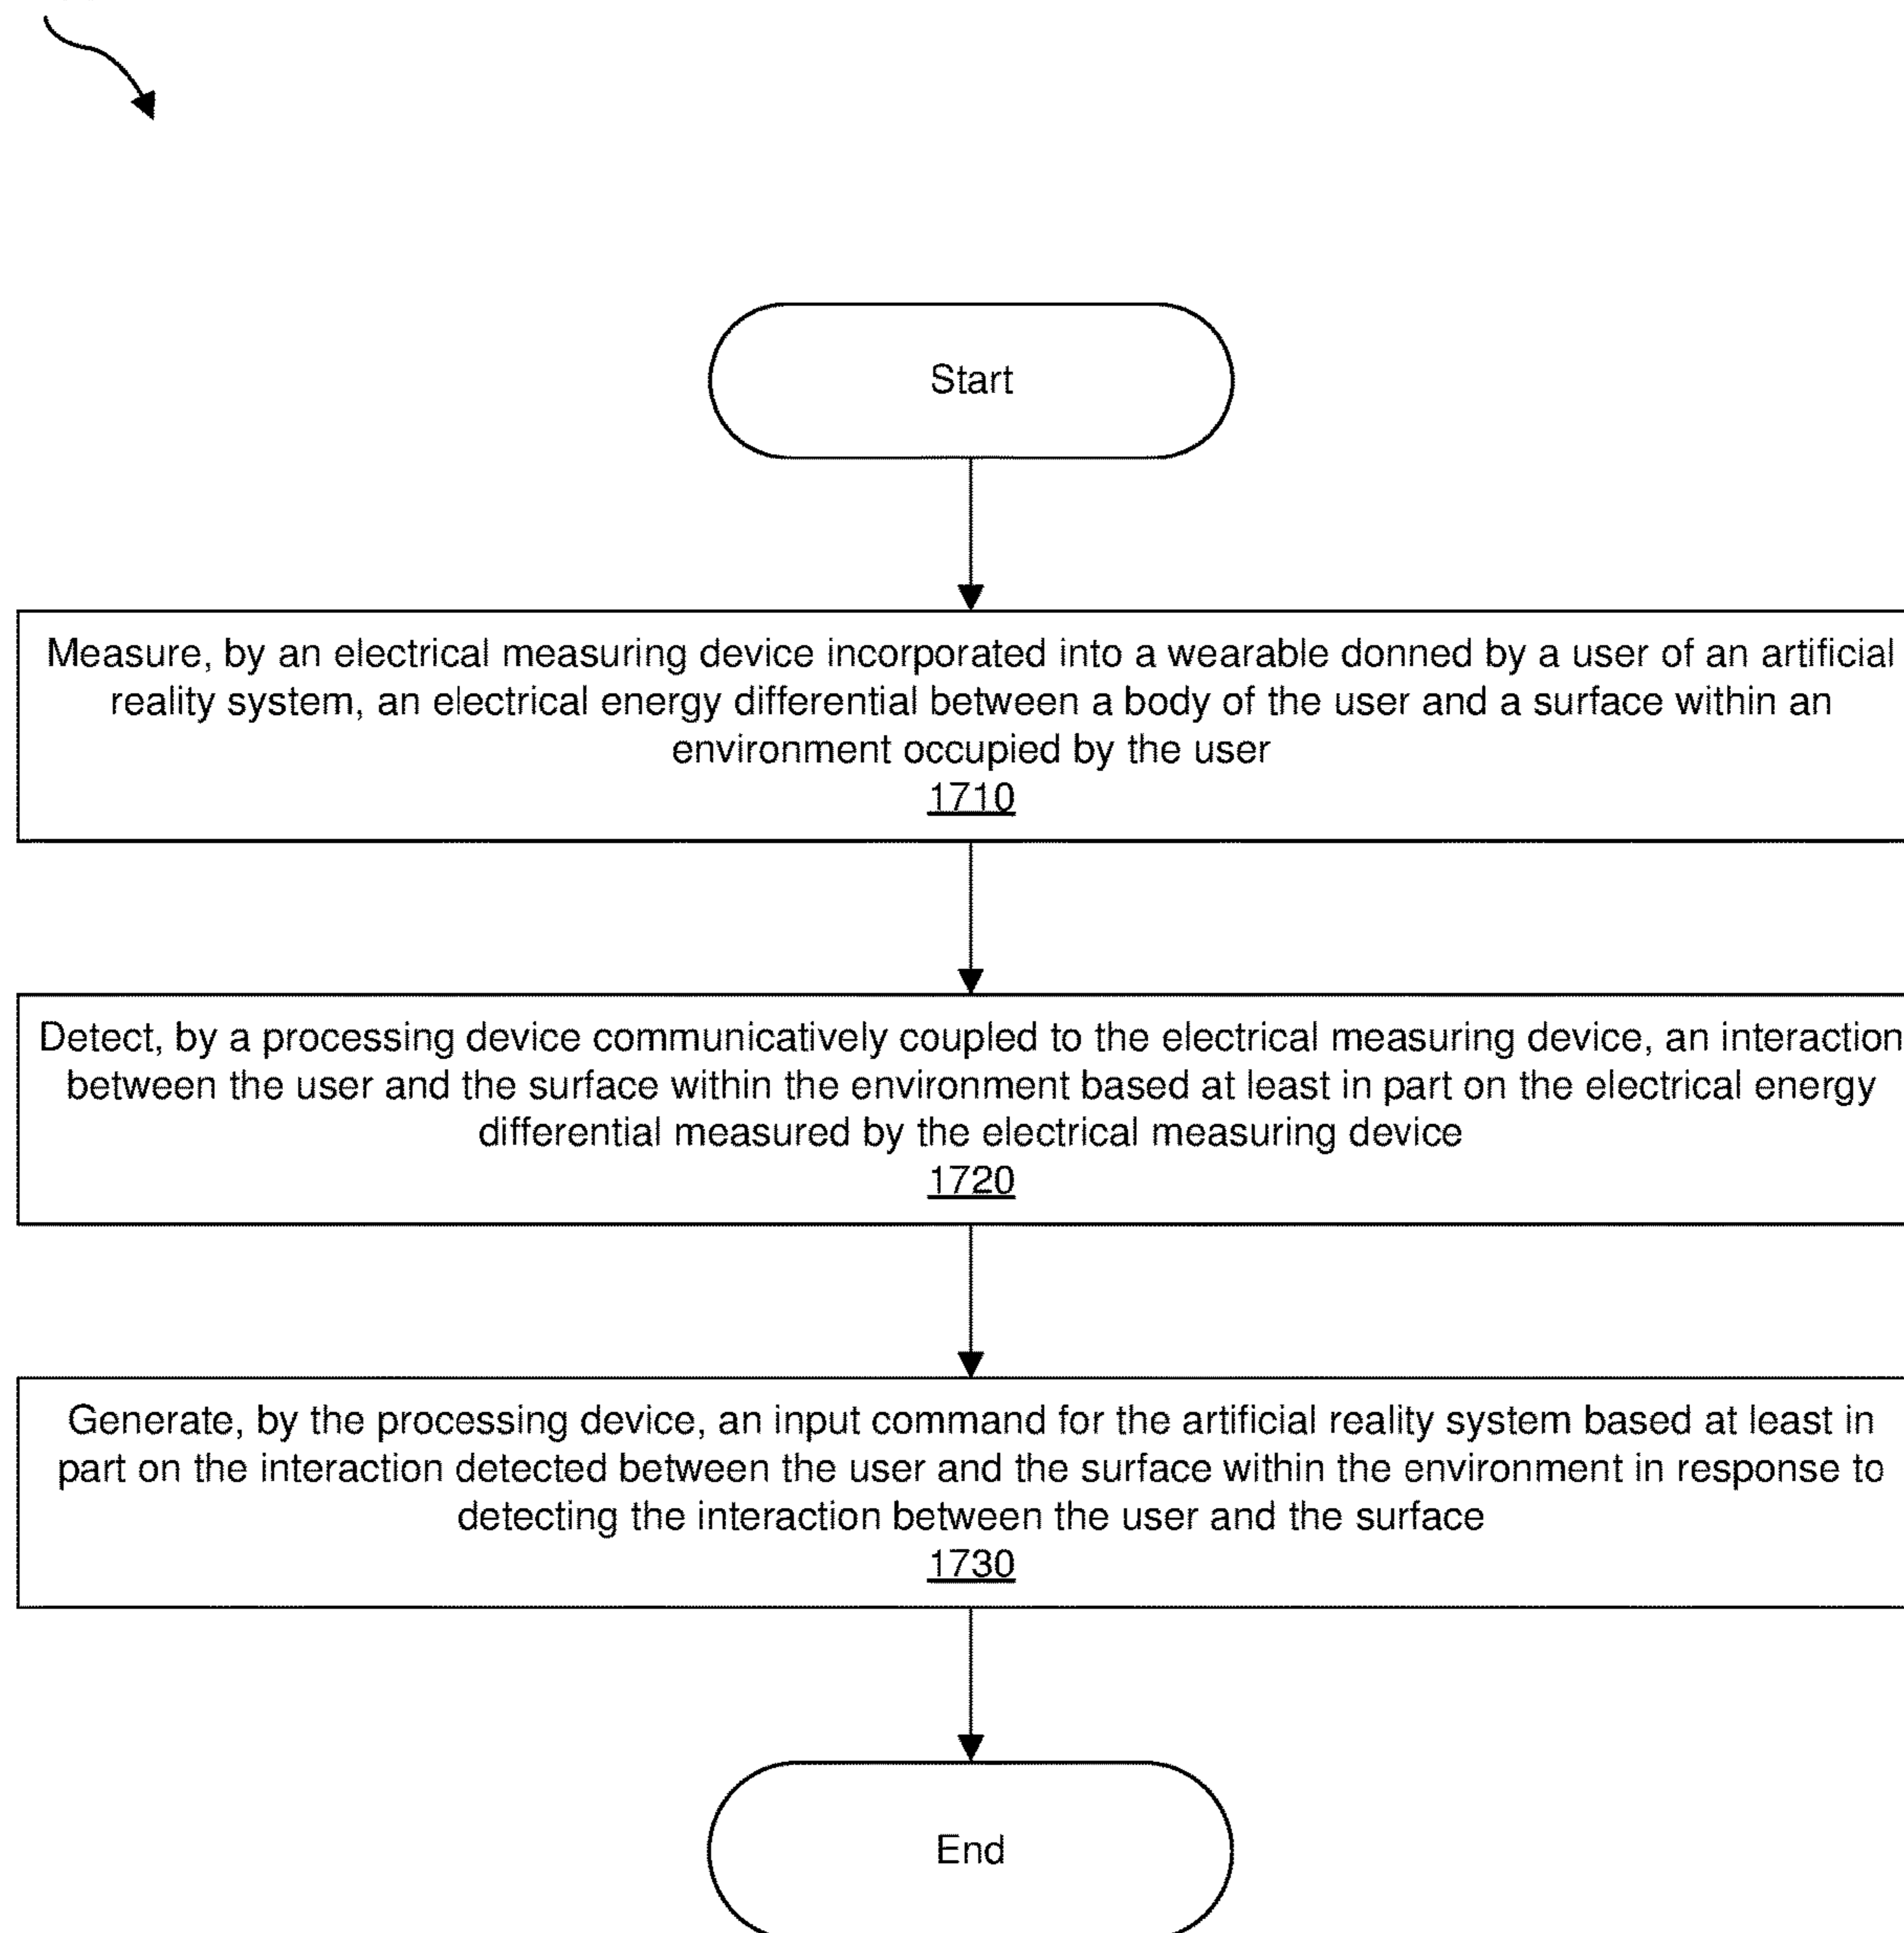 Start
Measure, by an electrical measuring device incorporated into a wearable donned by a user of an artificial
reality system, an electrical energy differential between a body of the user and a surface within an
environment occupied by the user
1710
Detect, by a processing device communicatively coupled to the electrical measuring device, an interaction
between the user and the surface within the environment based at least in part on the electrical energy
differential measured by the electrical measuring device
1720
Generate, by the processing device, an input command for the artificial reality system based at least in
part on the interaction detected between the user and the surface within the environment in response to
detecting the interaction between the user and the surface
1730
End